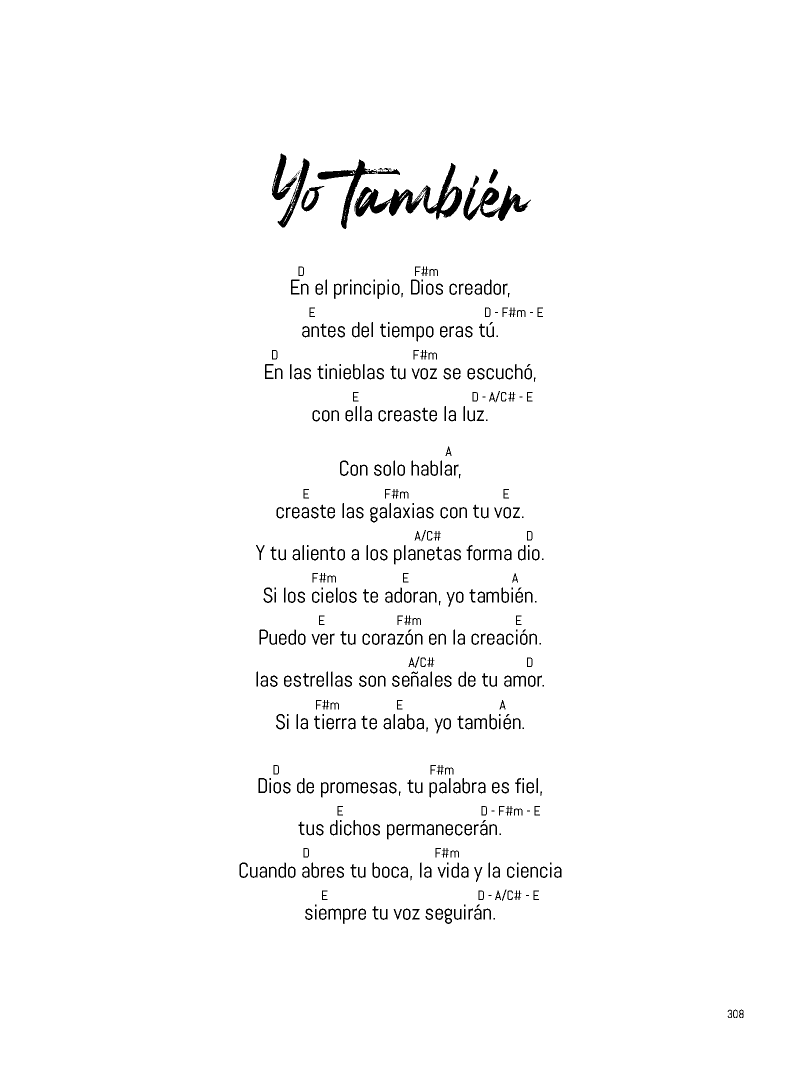 Yo También
D F#m
En el principio, Dios creador,
E D - F#m - E
antes del tiempo eras tú.
D F#m
En las tinieblas tu voz se escuchó,
E D - A/C# - E
con ella creaste la luz.
A
Con solo hablar,
E F#m E
creaste las galaxias con tu voz.
A/C# D
Y tu aliento a los planetas forma dio.
F#m E A
Si los cielos te adoran, yo también.
E F#m E
Puedo ver tu corazón en la creación.
A/C# D
las estrellas son señales de tu amor.
F#m E A
Si la tierra te alaba, yo también.
D F#m
Dios de promesas, tu palabra es fiel,
E D - F#m - E
tus dichos permanecerán.
D F#m
Cuando abres tu boca, la vida y la ciencia
E D - A/C# - E
siempre tu voz seguirán.
308